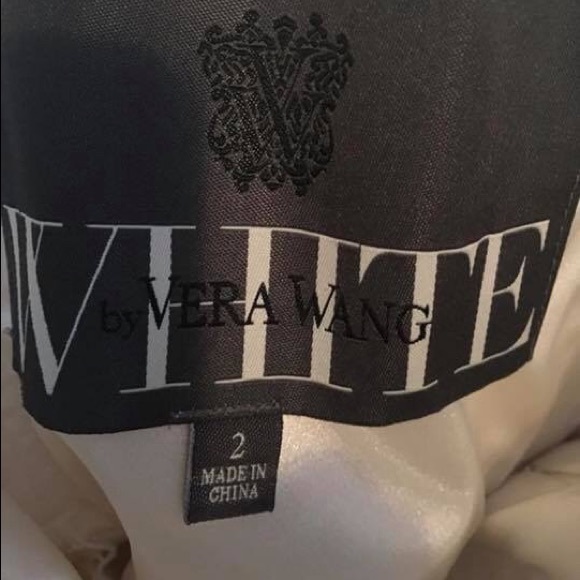 V
WHITE
by VERA WANG
2
MADE IN
CHINA